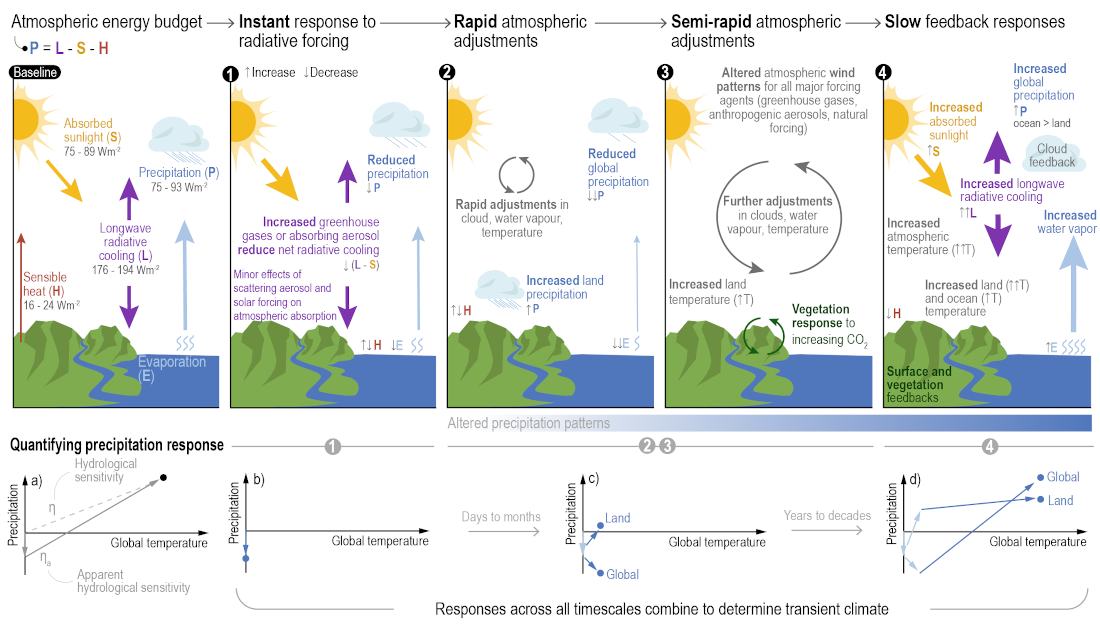 Atmospheric energy budget
P = L - S - H
Instant response to
radiative forcing
Rapid atmospheric
adjustments
Semi-rapid atmospheric
adjustments
Slow feedback responses
Baseline
Absorbed
sunlight (S)
75 - 89 Wm-2
Precipitation (P)
75 - 93 Wm-2
Longwave
radiative
cooling (L)
176 - 194 Wm-2
Sensible
heat (H)
16 - 24 Wm-2
Evaporation
(E)
1
↑Increase ↓Decrease
Reduced
precipitation
↓P
Increased greenhouse
gases or absorbing aerosol
reduce net radiative cooling
↓(L - S)
Minor effects of
scattering aerosol and
solar forcing on
atmospheric absorption
↑↓H ↓E
2
Reduced
global
precipitation
↓↓P
Rapid adjustments in
cloud, water vapour,
temperature
Increased land
precipitation
↑P
↑↓H
↓↓E
3
Altered atmospheric wind
patterns for all major forcing
agents (greenhouse gases,
anthropogenic aerosols, natural
forcing)
Further adjustments
in clouds, water
vapour, temperature
Increased land
temperature (↑T)
Vegetation
response to
increasing CO2
4
Increased
global
precipitation
↑P
ocean > land
Increased
absorbed
sunlight
↑S
Cloud
feedback
Increased longwave
radiative cooling
↑↑L
Increased
atmospheric
temperature (↑↑T)
Increased
water vapor
Increased land (↑↑T)
and ocean (↑T)
temperature
↓H
↑E
Surface and
vegetation
feedbacks
Altered precipitation patterns
Quantifying precipitation response
1
2 3
4
a)
Hydrological
sensitivity
η
Precipitation
Global temperature
ηa
Apparent
hydrological sensitivity
b)
Precipitation
Global temperature
Days to months
c)
Precipitation
Land
Global temperature
Global
Years to decades
d)
Precipitation
Global
Land
Global temperature
Responses across all timescales combine to determine transient climate